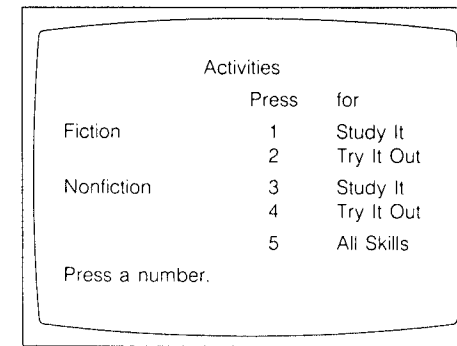 Activities
Press for
Fiction 1 Study It
2 Try It Out
Nonfiction 3 Study It
4 Try It Out
5 All Skills
Press a number.